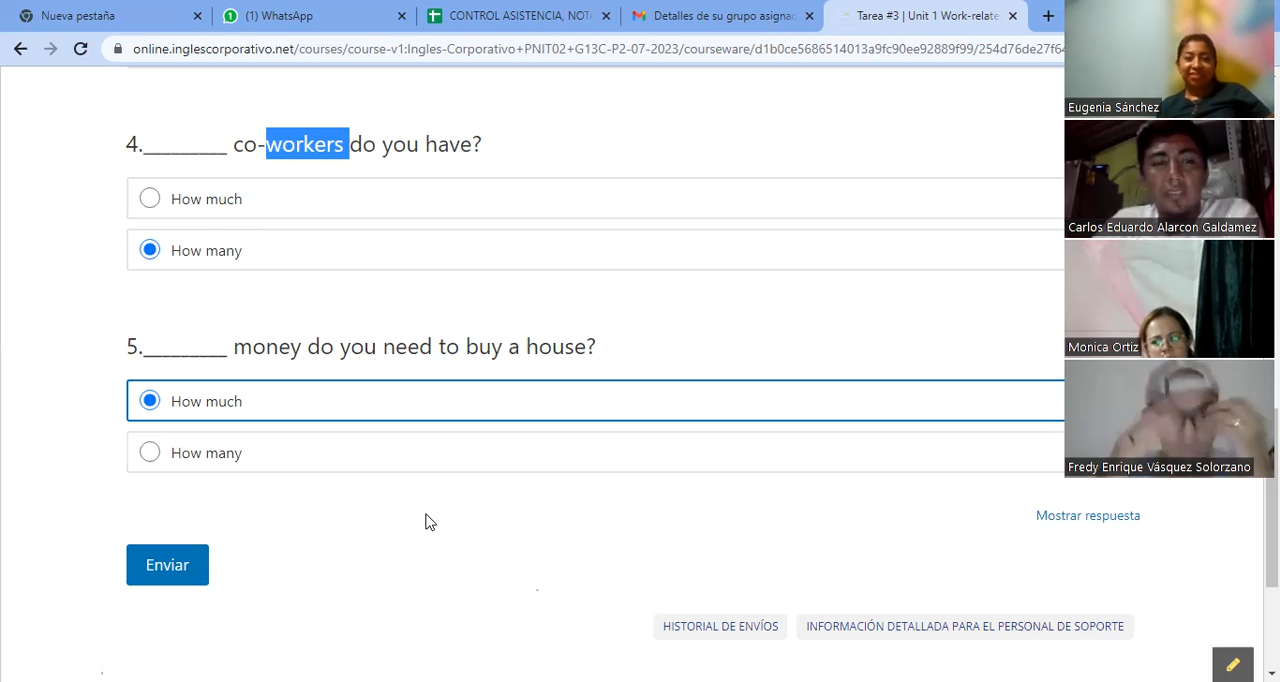 Nueva pestaña
(1) WhatsApp
CONTROL ASISTENCIA, NOTA
Detalles de su grupo asignac
Tarea #3 | Unit 1 Work-relate
online.inglescorporativo.net/courses/course-v1:Ingles-Corporativo+PNIT02+G13C-P2-07-2023/courseware/d1b0ce5686514013a9fc90ee92889f99/254d76de27f64
4._________ co-workers do you have?
How much
How many
5._________ money do you need to buy a house?
How much
How many
Mostrar respuesta
Enviar
HISTORIAL DE ENVÍOS
INFORMACIÓN DETALLADA PARA EL PERSONAL DE SOPORTE
Eugenia Sánchez
Carlos Eduardo Alarcon Galdamez
Monica Ortiz
Fredy Enrique Vásquez Solorzano